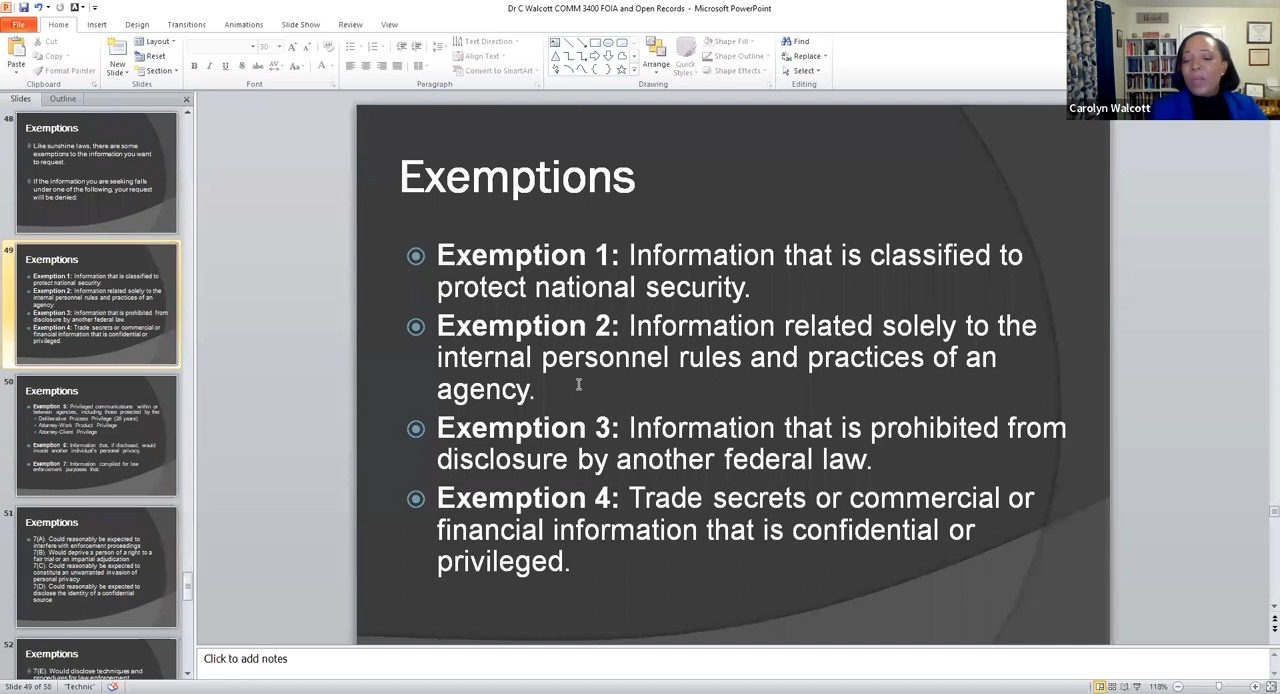 Dr C Walcott COMM 3400 FOIA and Open Records - Microsoft PowerPoint
File Home Insert Design Transitions Animations Slide Show Review View
Paste
Cut
Copy
Format Painter
Clipboard
New
Slide
Layout
Reset
Section
Slides
30
Font
Paragraph
Text Direction
Align Text
Convert to SmartArt
Arrange
Quick
Styles
Shape Fill
Shape Outline
Shape Effects
Drawing
Find
Replace
Select
Editing
Carolyn Walcott
Slides Outline
48
Exemptions
Like sunshine laws, there are some
exemptions to the information you want
to request.
If the information you are seeking falls
under one of the following, your request
will be denied:
49
Exemptions
Exemption 1: Information that is classified to
protect national security.
Exemption 2: Information related solely to the
internal personnel rules and practices of an
agency.
Exemption 3: Information that is prohibited from
disclosure by another federal law.
Exemption 4: Trade secrets or commercial or
financial information that is confidential or
privileged.
50
Exemptions
Exemption 5: Privileged communications within or
between agencies, including those protected by the:
Deliberative Process Privilege (25 years)
Attorney-Work Product Privilege
Attorney-Client Privilege
Exemption 6: Information that, if disclosed, would
invade another individual's personal privacy.
Exemption 7: Information compiled for law
enforcement purposes that:
51
Exemptions
7(A). Could reasonably be expected to
interfere with enforcement proceedings
7(B). Would deprive a person of a right to a
fair trial or an impartial adjudication
7(C). Could reasonably be expected to
constitute an unwarranted invasion of
personal privacy
7(D). Could reasonably be expected to
disclose the identity of a confidential
source
52
Exemptions
7(E). Would disclose techniques and
procedures for law enforcement
Exemptions
Exemption 1: Information that is classified to
protect national security.
Exemption 2: Information related solely to the
internal personnel rules and practices of an
agency.
Exemption 3: Information that is prohibited from
disclosure by another federal law.
Exemption 4: Trade secrets or commercial or
financial information that is confidential or
privileged.
Click to add notes
Slide 49 of 58 "Technic" 118%